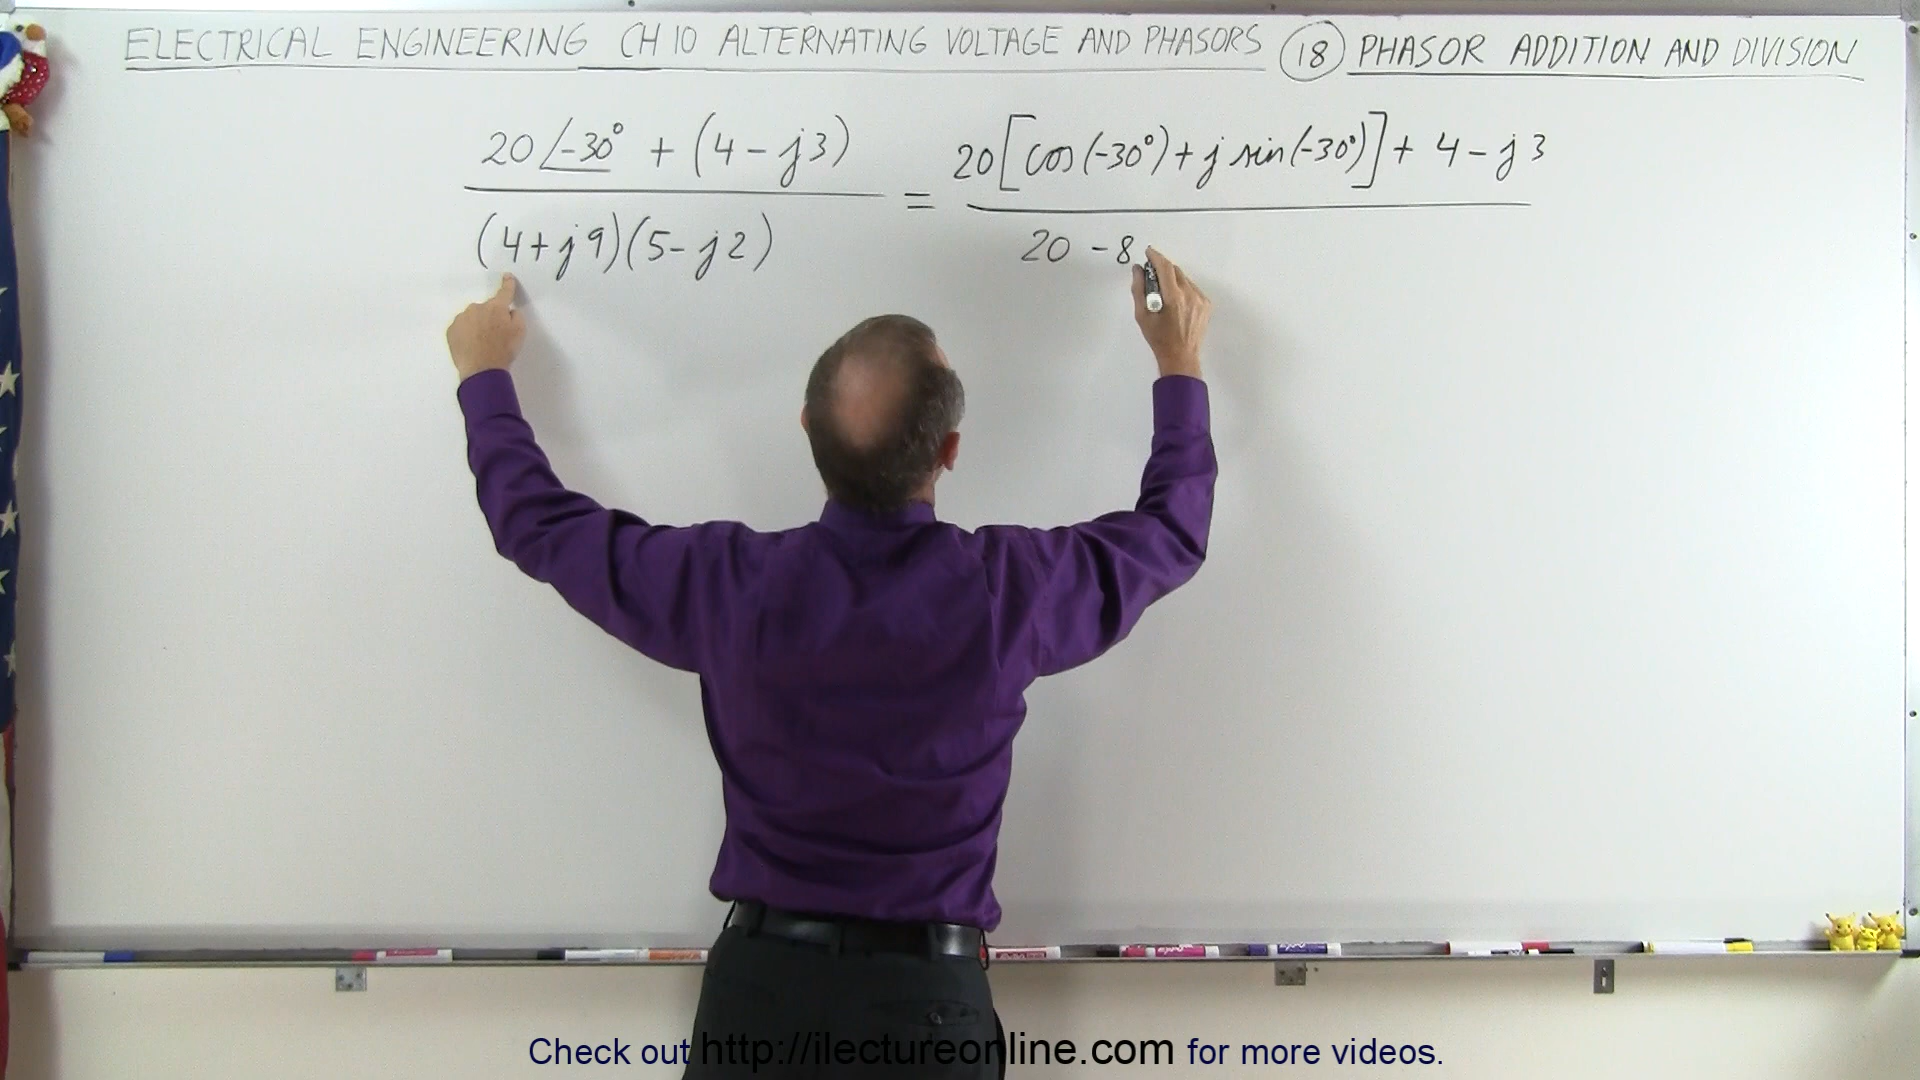 ELECTRICAL ENGINEERING CH 10 ALTERNATING VOLTAGE AND PHASORS 18 PHASOR ADDITION AND DIVISION
20∠-30° + (4 - j3) = 20[cos(-30°) + j sin(-30°)] + 4 - j3
(4 + j9)(5 - j2) 20 - 8
Check out http://ilectureonline.com for more videos.